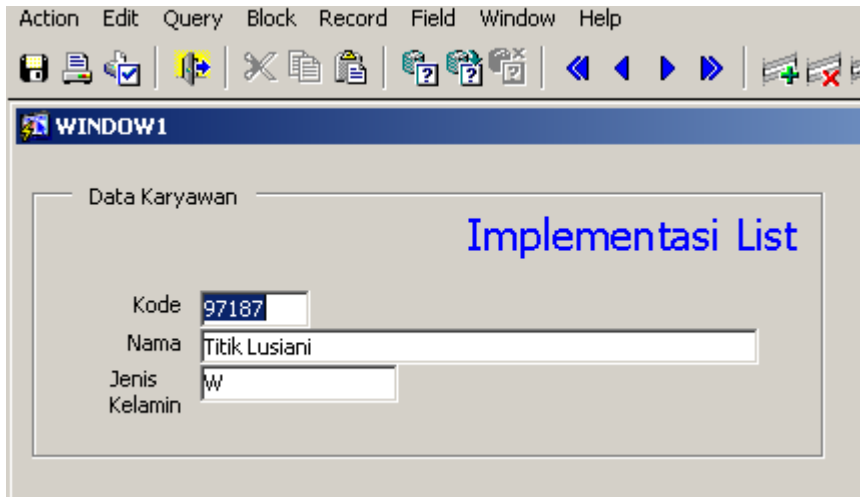 Action Edit Query Block Record Field Window Help
WINDOW1
Data Karyawan
Implementasi List
Kode 97187
Nama Titik Lusiani
Jenis Kelamin W